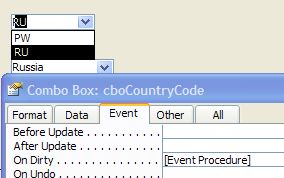 RU
PW
RU
Russia
Combo Box: cboCountryCode
Format Data Event Other All
Before Update . . . . . . . . . . .
After Update . . . . . . . . . . . .
On Dirty . . . . . . . . . . . . . . . . [Event Procedure]
On Undo . . . . . . . . . . . . . . .